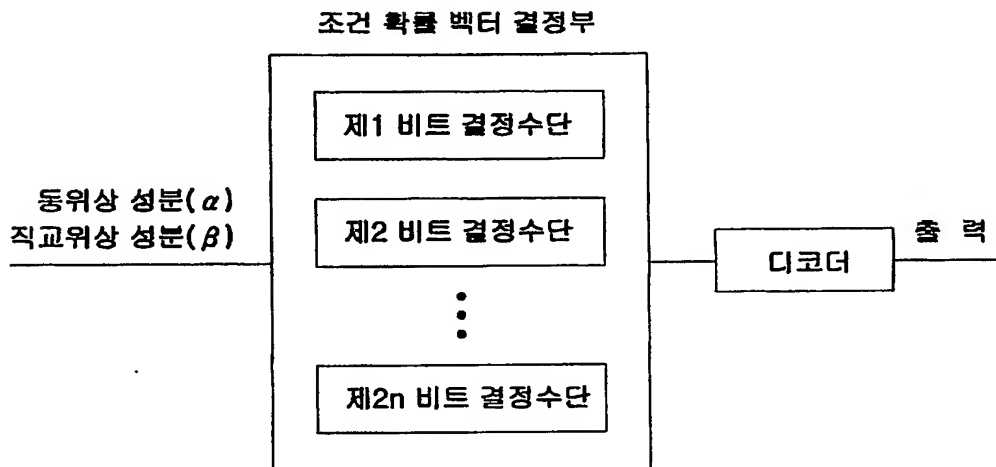 조건 확률 벡터 결정부
제1 비트 결정수단
동위상 성분(α)
직교위상 성분(β)
제2 비트 결정수단
디코더
출 력
제2n 비트 결정수단